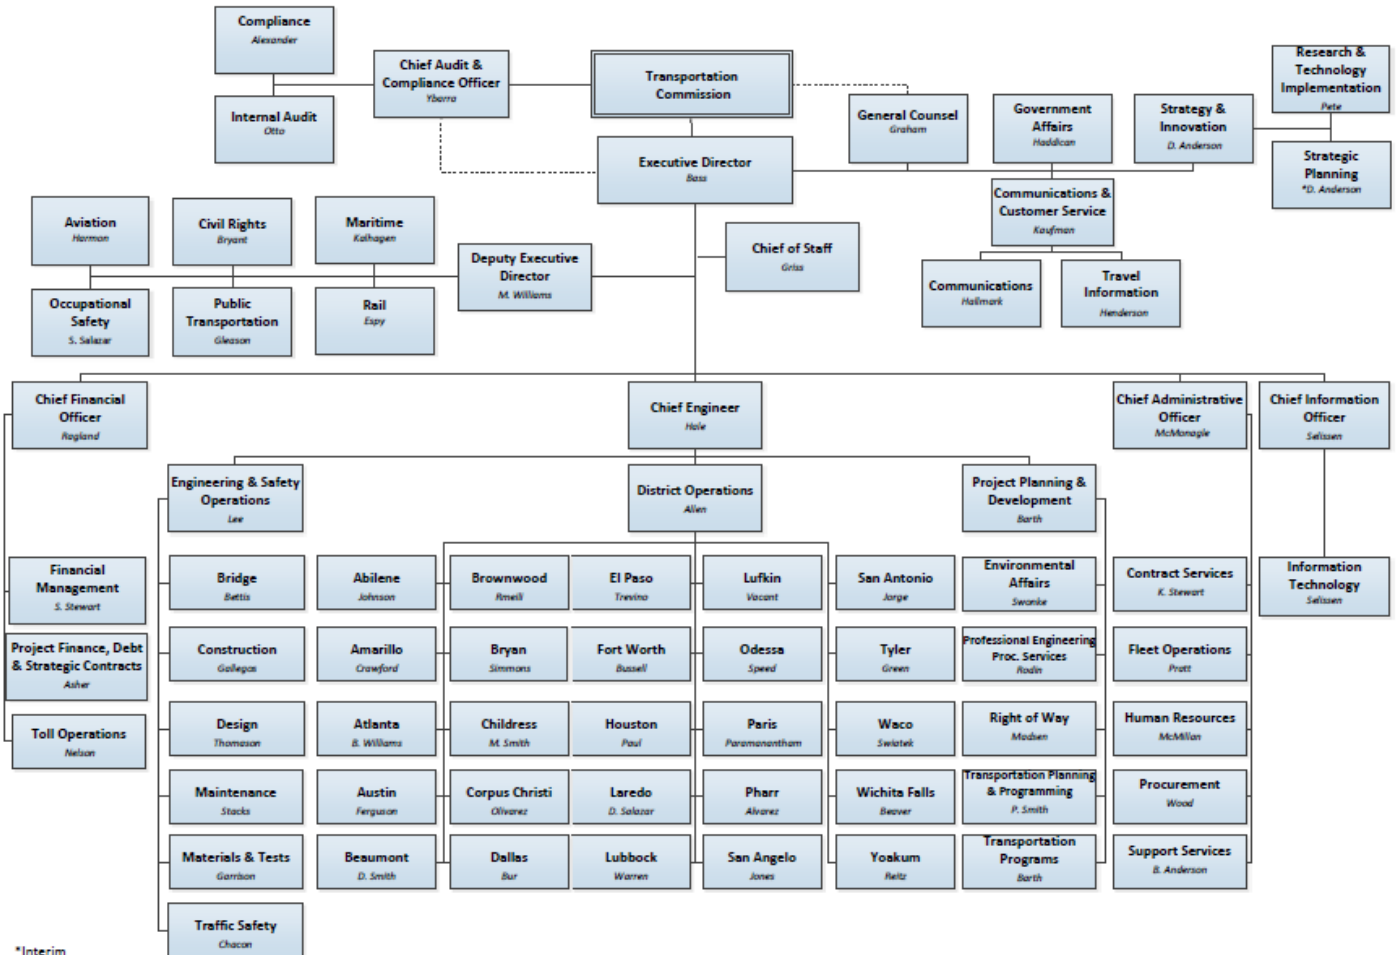 Compliance
Alexander
Chief Audit &
Compliance Officer
Ybarra
Internal Audit
Otto
Transportation
Commission
Executive Director
Bass
General Counsel
Graham
Government
Affairs
Haddican
Strategy &
Innovation
D. Anderson
Research &
Technology
Implementation
Pete
Strategic
Planning
*D. Anderson
Communications &
Customer Service
Kaufman
Communications
Hallmark
Travel
Information
Henderson
Chief of Staff
Griss
Deputy Executive
Director
M. Williams
Aviation
Harmon
Civil Rights
Bryant
Maritime
Kalhagen
Occupational
Safety
S. Salazar
Public
Transportation
Gleason
Rail
Espy
Chief Financial
Officer
Ragland
Chief Engineer
Hale
Chief Administrative
Officer
McMonagle
Chief Information
Officer
Selissen
Engineering & Safety
Operations
Lee
District Operations
Allen
Project Planning &
Development
Barth
Financial
Management
S. Stewart
Project Finance, Debt
& Strategic Contracts
Asher
Toll Operations
Nelson
Bridge
Bettis
Construction
Gallegos
Design
Thomason
Maintenance
Stacks
Materials & Tests
Garrison
Traffic Safety
Chacon
Abilene
Johnson
Amarillo
Crawford
Atlanta
B. Williams
Austin
Ferguson
Beaumont
D. Smith
Brownwood
Rmeili
Bryan
Simmons
Childress
M. Smith
Corpus Christi
Olivarez
Dallas
Bur
El Paso
Trevino
Fort Worth
Bussell
Houston
Paul
Laredo
D. Salazar
Lubbock
Warren
Lufkin
Vacant
Odessa
Speed
Paris
Paramanantham
Pharr
Alvarez
San Angelo
Jones
San Antonio
Jorge
Tyler
Green
Waco
Swiatek
Wichita Falls
Beaver
Yoakum
Reitz
Environmental
Affairs
Swonke
Professional Engineering
Proc. Services
Rodin
Right of Way
Madsen
Transportation Planning
& Programming
P. Smith
Transportation
Programs
Barth
Contract Services
K. Stewart
Fleet Operations
Pratt
Human Resources
McMillan
Procurement
Wood
Support Services
B. Anderson
Information
Technology
Selissen
*Interim